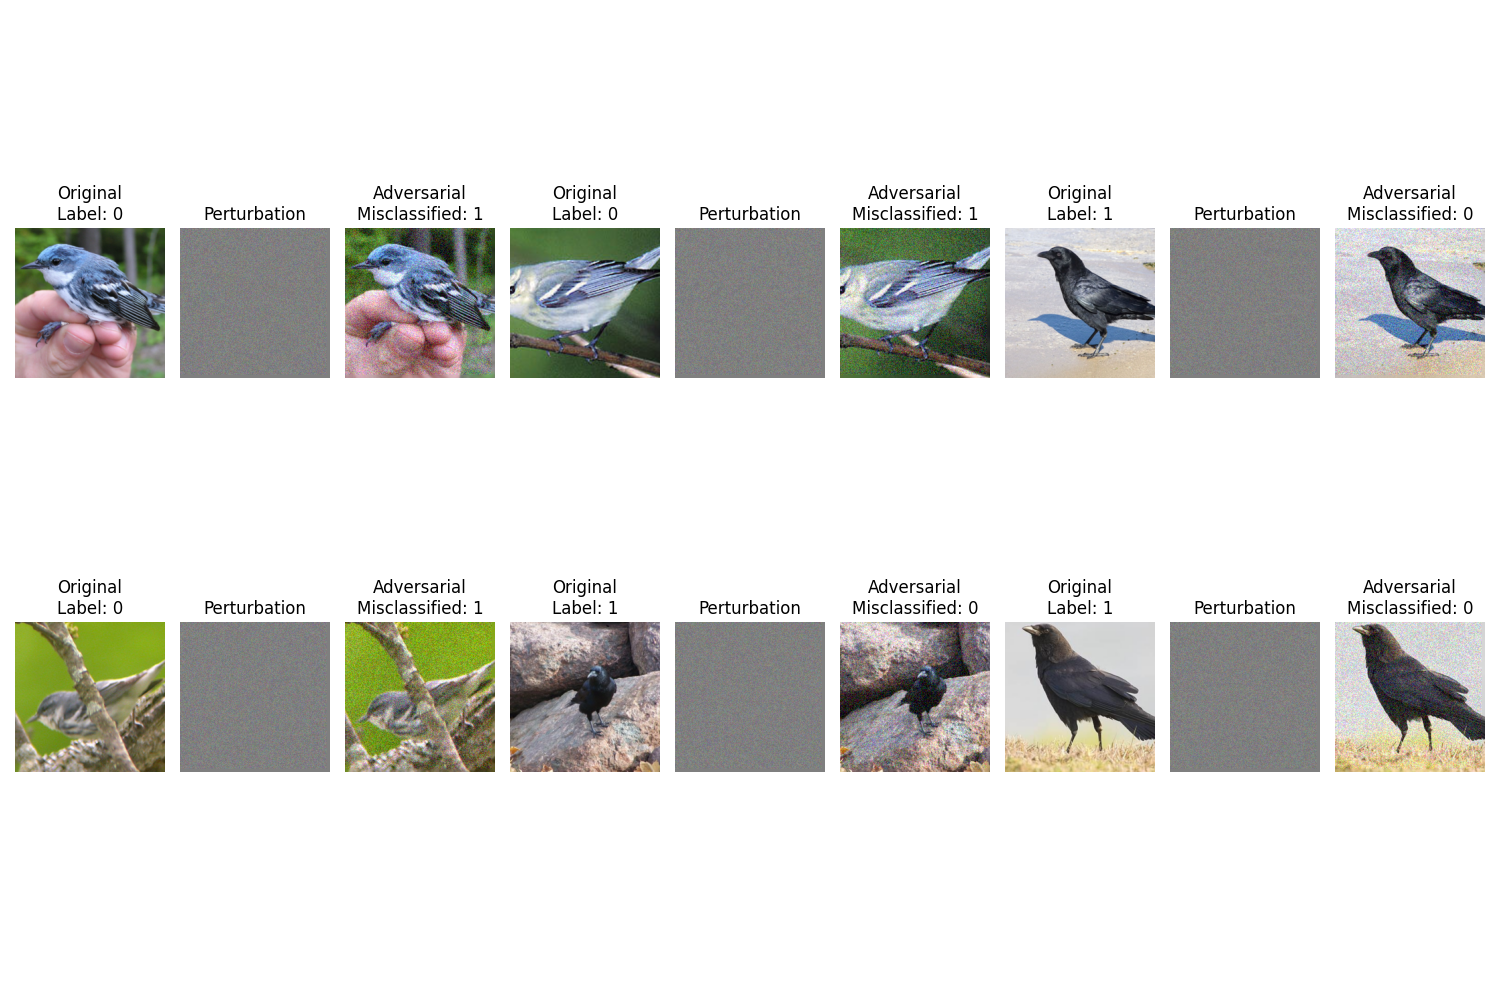 Original
Label: 0
Perturbation
Adversarial
Misclassified: 1
Original
Label: 0
Perturbation
Adversarial
Misclassified: 1
Original
Label: 1
Perturbation
Adversarial
Misclassified: 0
Original
Label: 0
Perturbation
Adversarial
Misclassified: 1
Original
Label: 1
Perturbation
Adversarial
Misclassified: 0
Original
Label: 1
Perturbation
Adversarial
Misclassified: 0